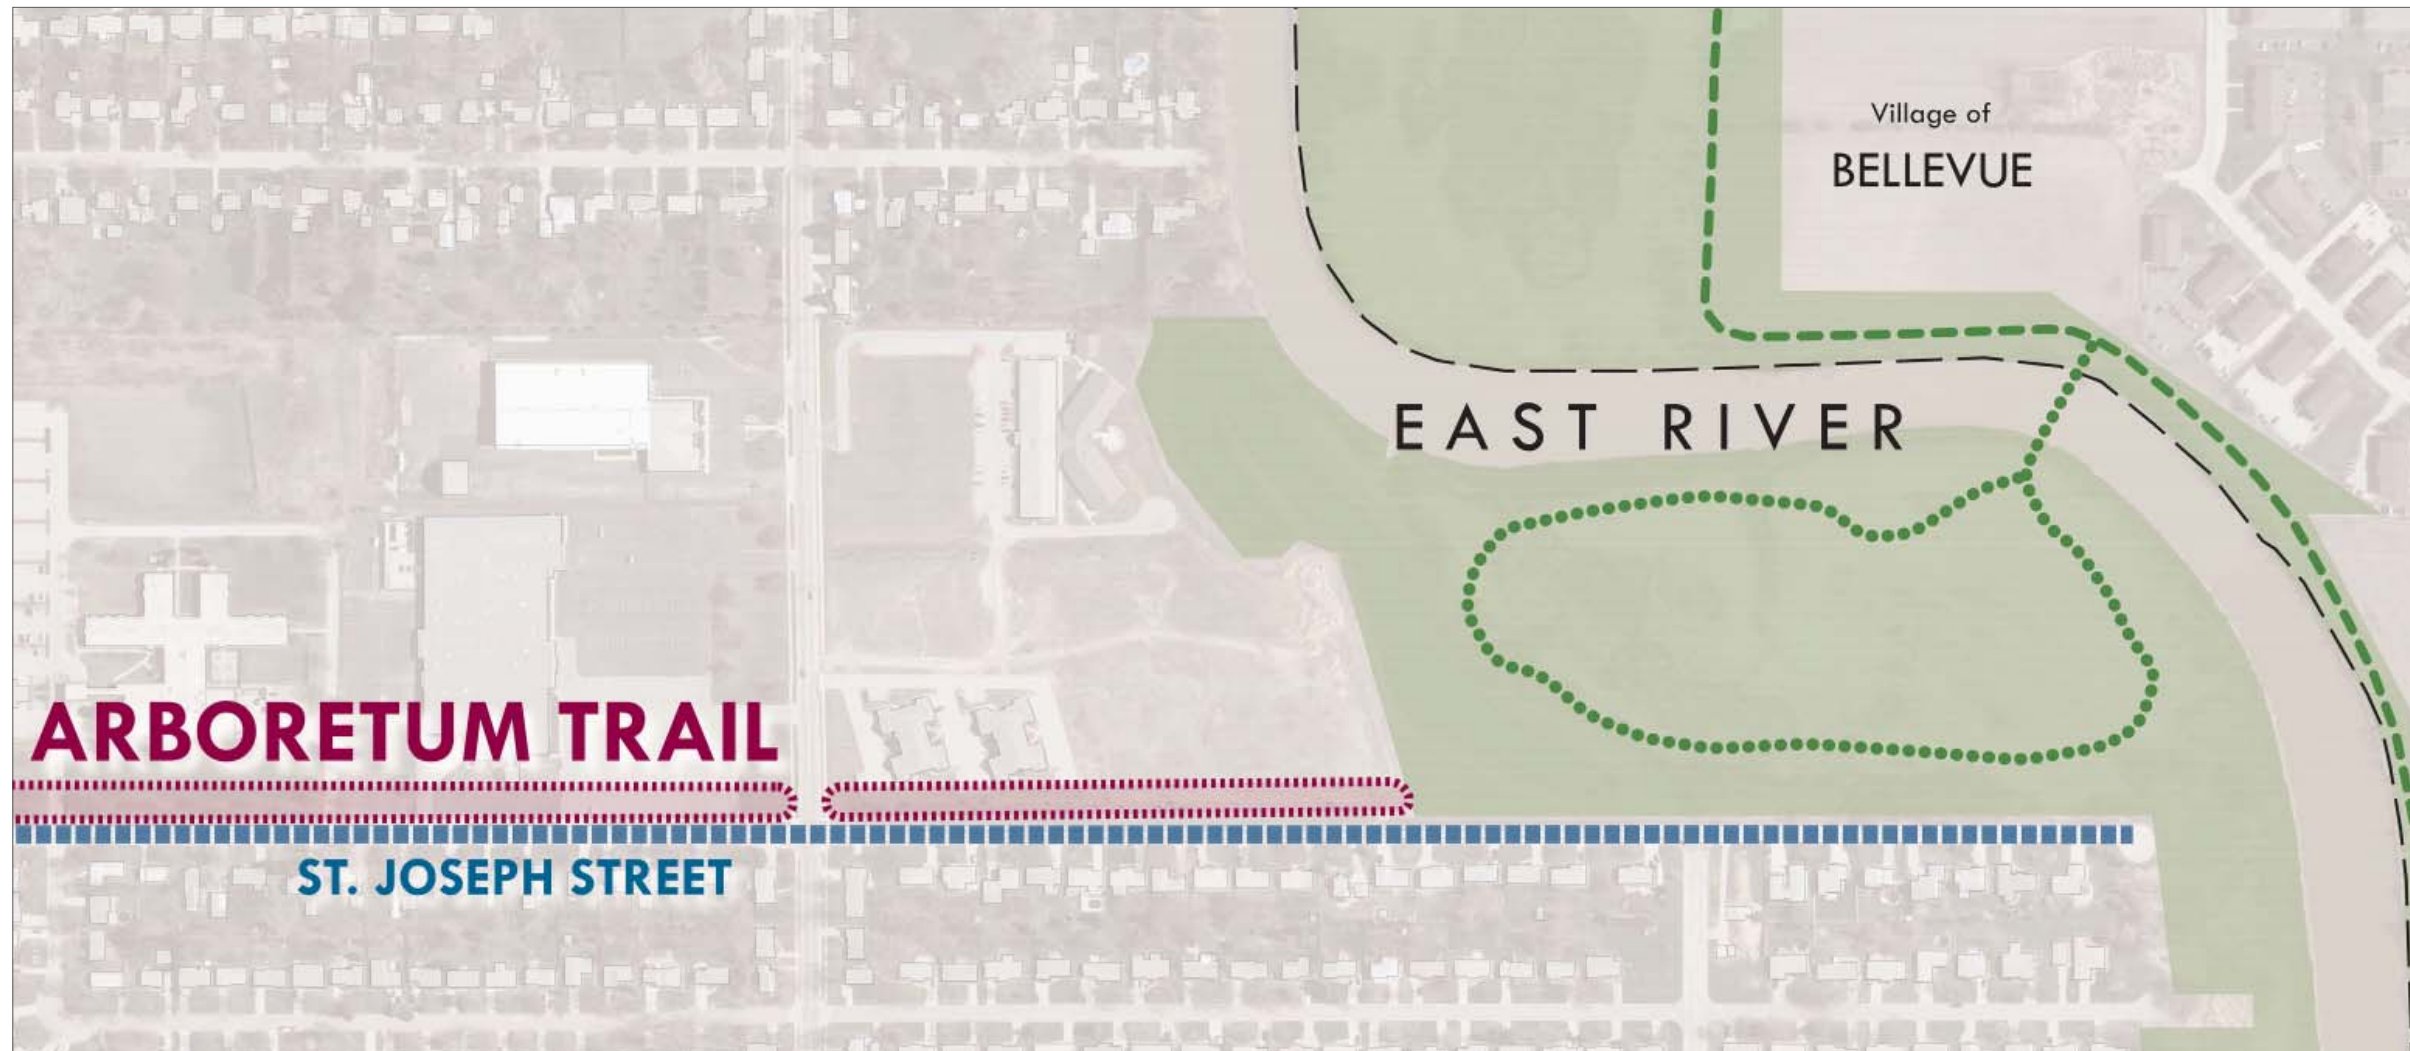 Village of
BELLEVUE
EAST RIVER
ARBORETUM TRAIL
ST. JOSEPH STREET